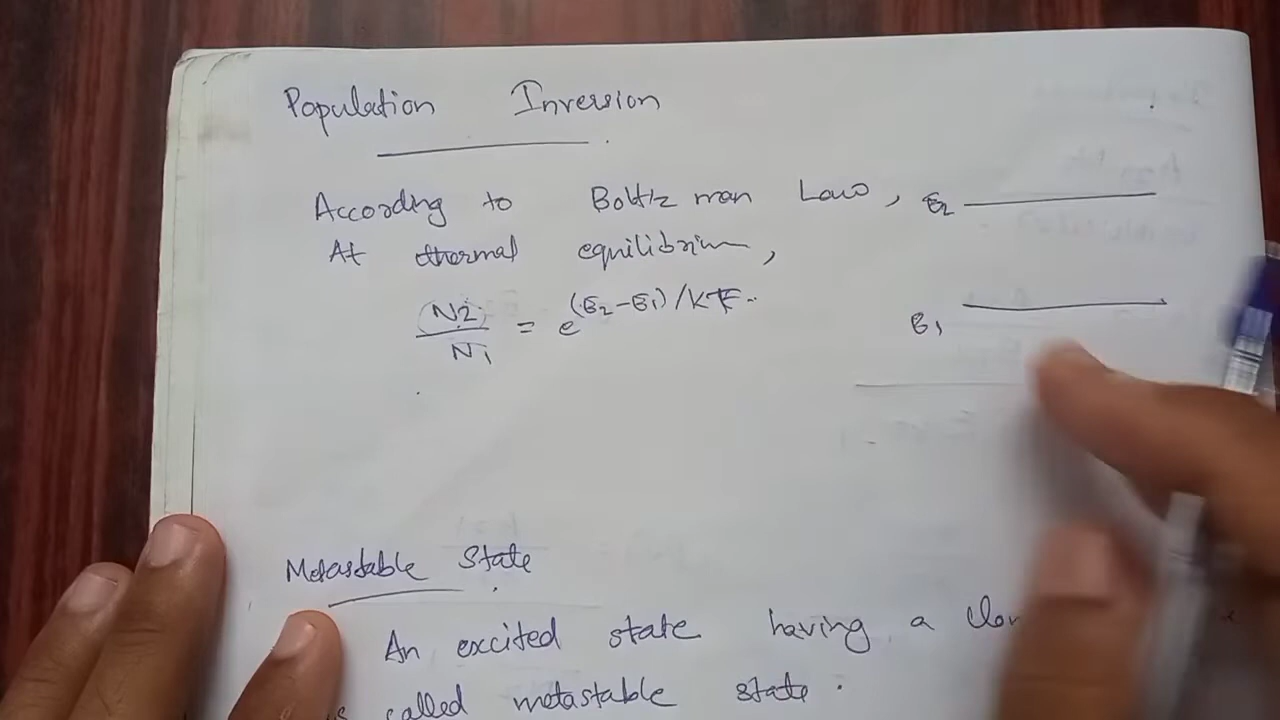 Population Inversion
According to Boltzman Law, E2
At thermal equilibrium,
N2/N1 = e^(E2-E1)/KT
E1
Metastable State
An excited state having a
called metastable state.